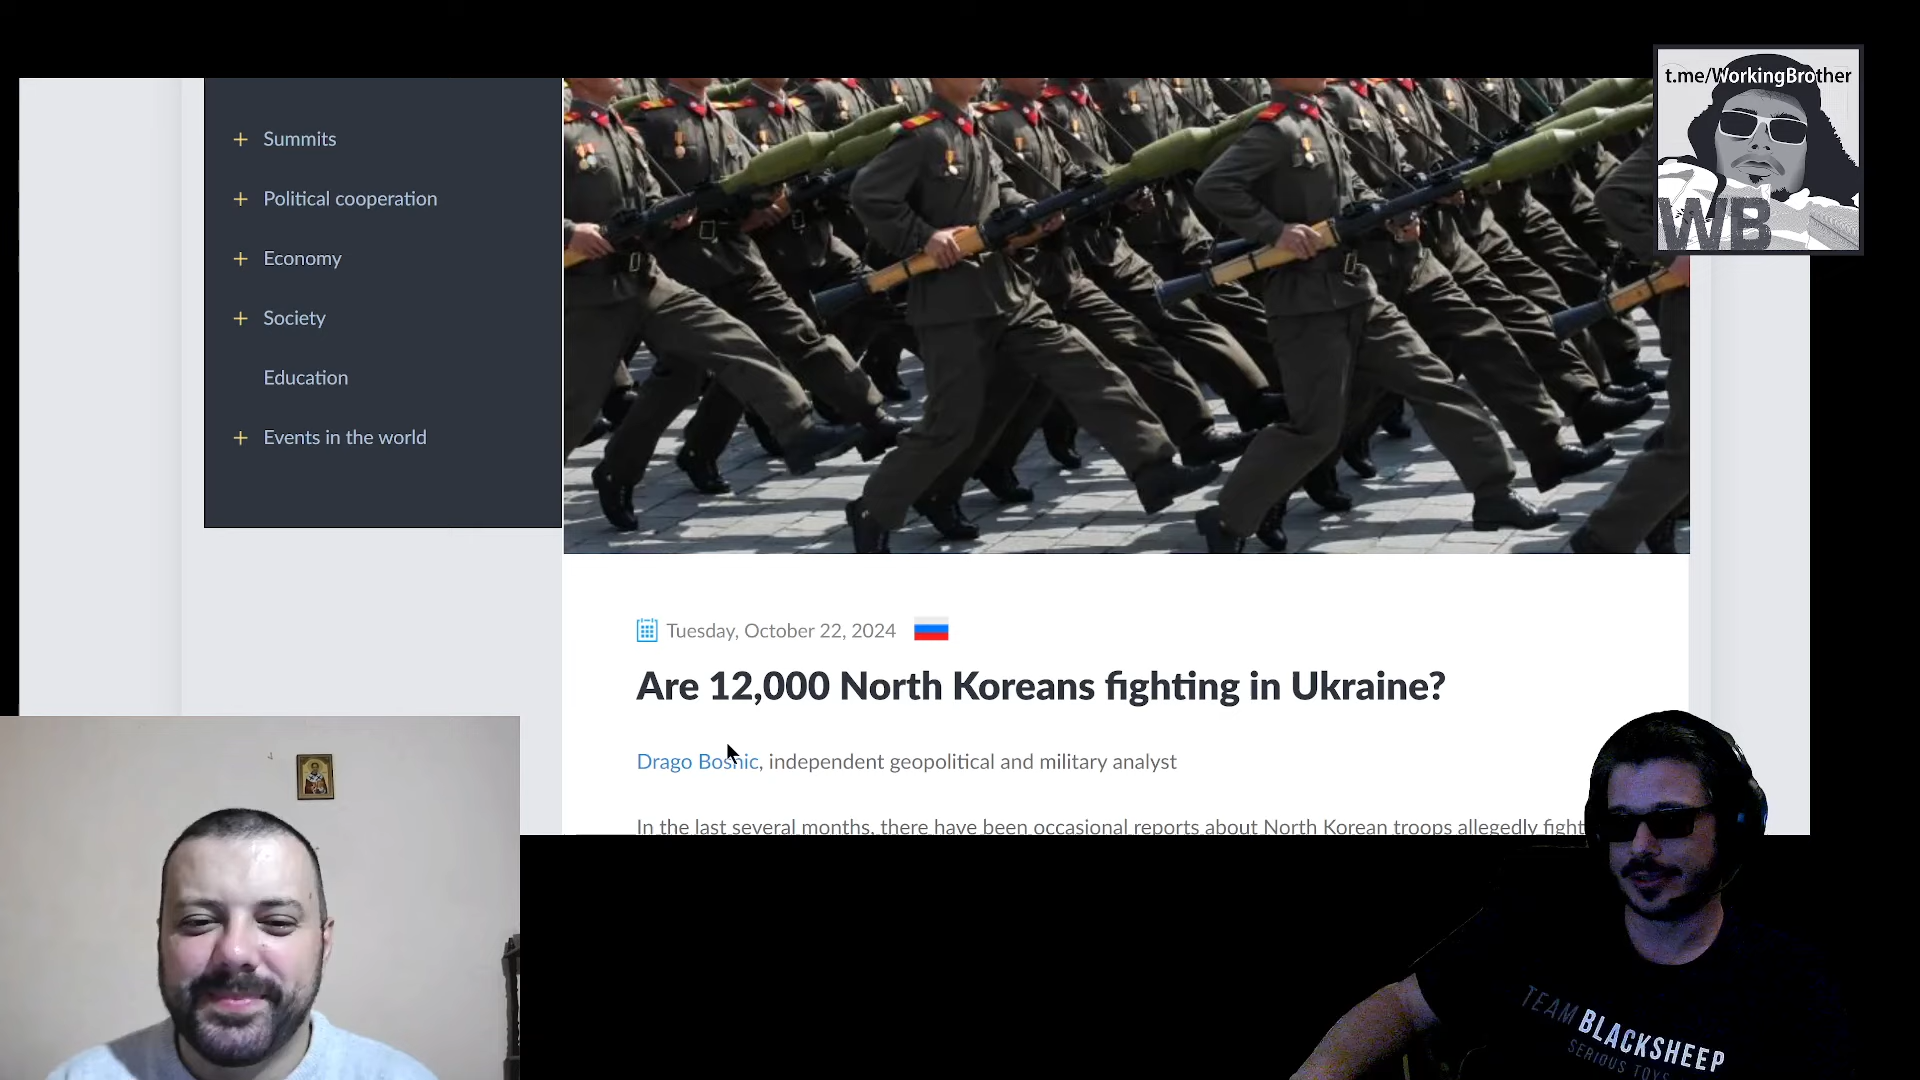 t.me/WorkingBrother
WB
Summits
Political cooperation
Economy
Society
Education
Events in the world
Tuesday, October 22, 2024
Are 12,000 North Koreans fighting in Ukraine?
Drago Bosnic, independent geopolitical and military analyst
In the last several months, there have been occasional reports about North Korean troops allegedly fight
TEAM BLACKSHEEP
SERIOUS TOYS